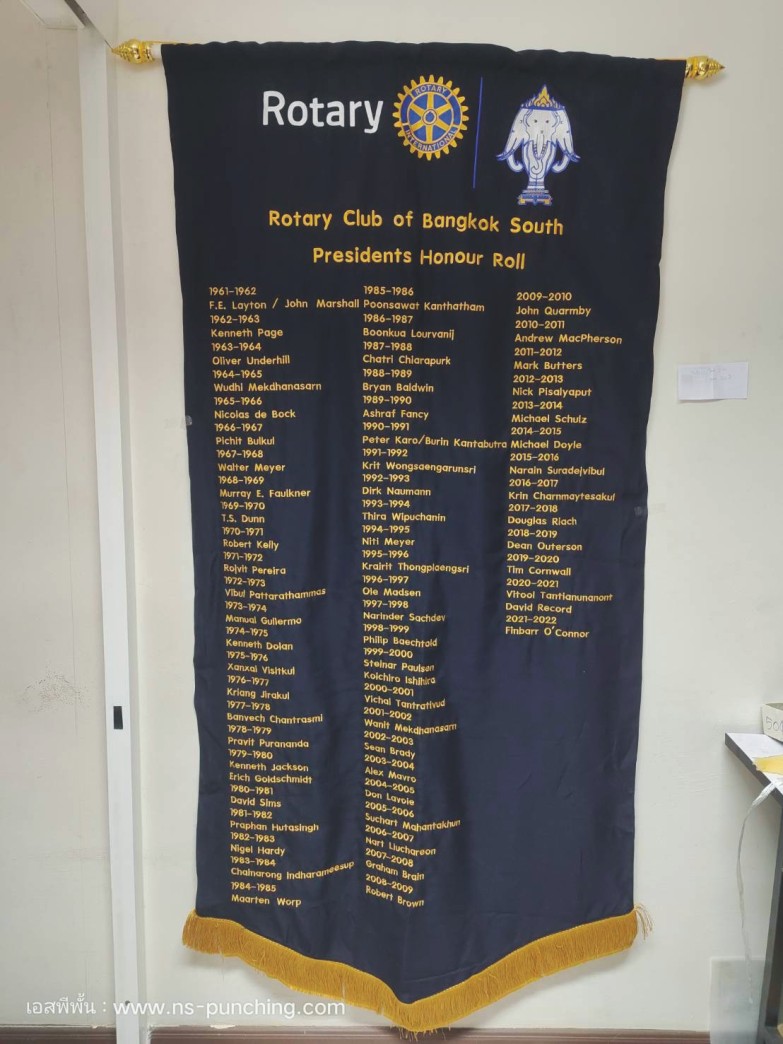 Rotary
ROTARY
INTERNATIONAL
Rotary Club of Bangkok South
Presidents Honour Roll
1961-1962
F.E. Layton / John Marshall
1962-1963
Kenneth Page
1963-1964
Oliver Underhill
1964-1965
Wudhi Mekdhanasarn
1965-1966
Nicolas de Bock
1966-1967
Pichit Bulkul
1967-1968
Walter Meyer
1968-1969
Murray E. Faulkner
1969-1970
T.S. Dunn
1970-1971
Robert Kelly
1971-1972
Rojvit Pereira
1972-1973
Vibul Pattarathammas
1973-1974
Manual Gullermo
1974-1975
Kenneth Dolan
1975-1976
Xanxai Visitkul
1976-1977
Kriang Jirakul
1977-1978
Banvech Chantrasmi
1978-1979
Pravit Purananda
1979-1980
Kenneth Jackson
Erich Goldschmidt
1980-1981
David Sims
1981-1982
Praphan Hutasingh
1982-1983
Nigel Hardy
1983-1984
Chainarong Indharameesup
1984-1985
Maarten Worp
1985-1986
Poonsawat Kanthatham
1986-1987
Boonkua Lourvanij
1987-1988
Chatri Chiarapurk
1988-1989
Bryan Baldwin
1989-1990
Ashraf Fancy
1990-1991
Peter Karo/Burin Kantabutra
1991-1992
Krit Wongsaengarunsri
1992-1993
Dirk Naumann
1993-1994
Thira Wipuchanin
1994-1995
Niti Meyer
1995-1996
Krairit Thongplaengsri
1996-1997
Ole Madsen
1997-1998
Narinder Sachdev
1998-1999
Philip Baechtold
1999-2000
Steinar Paulsen
Koichiro Ishihira
2000-2001
Vichai Tantrativud
2001-2002
Wanit Mekdhanasarn
2002-2003
Sean Brady
2003-2004
Alex Mavro
2004-2005
Don Lavoie
2005-2006
Suchart Mahantakhun
2006-2007
Nart Liuchareon
2007-2008
Graham Brain
2008-2009
Robert Brown
2009-2010
John Quarmby
2010-2011
Andrew MacPherson
2011-2012
Mark Butters
2012-2013
Nick Pisalyaput
2013-2014
Michael Schulz
2014-2015
Michael Doyle
2015-2016
Narain Suradejvibul
2016-2017
Krin Charnmaytesakul
2017-2018
Douglas Riach
2018-2019
Dean Outerson
2019-2020
Tim Cornwall
2020-2021
Vitool Tantianunanont
David Record
2021-2022
Finbarr O'Connor
เอสพีพั้น : www.ns-punching.com